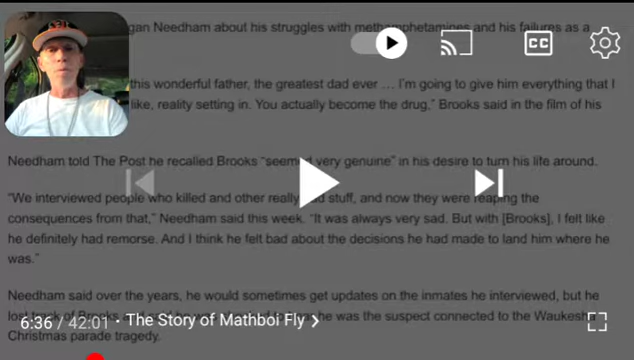 gan Needham about his struggles with methamphetamines and his failures as a
this wonderful father, the greatest dad ever … I'm going to give him everything that I
CC
like, reality setting in. You actually become the drug," Brooks said in the film of his
Needham told The Post he recalled Brooks "seemed very genuine" in his desire to turn his life around.
"We interviewed people who killed and other really bad stuff, and now they were reaping the
consequences from that," Needham said this week. "It was always very sad. But with [Brooks], I felt like
he definitely had remorse. And I think he felt bad about the decisions he had made to land him where he
was."
Needham said over the years, he would sometimes get updates on the inmates he interviewed, but he
lost track of Brooks he was the suspect connected to the Waukesha
6:36 / 42:01 · The Story of Mathboi Fly >
Christmas parade tragedy.